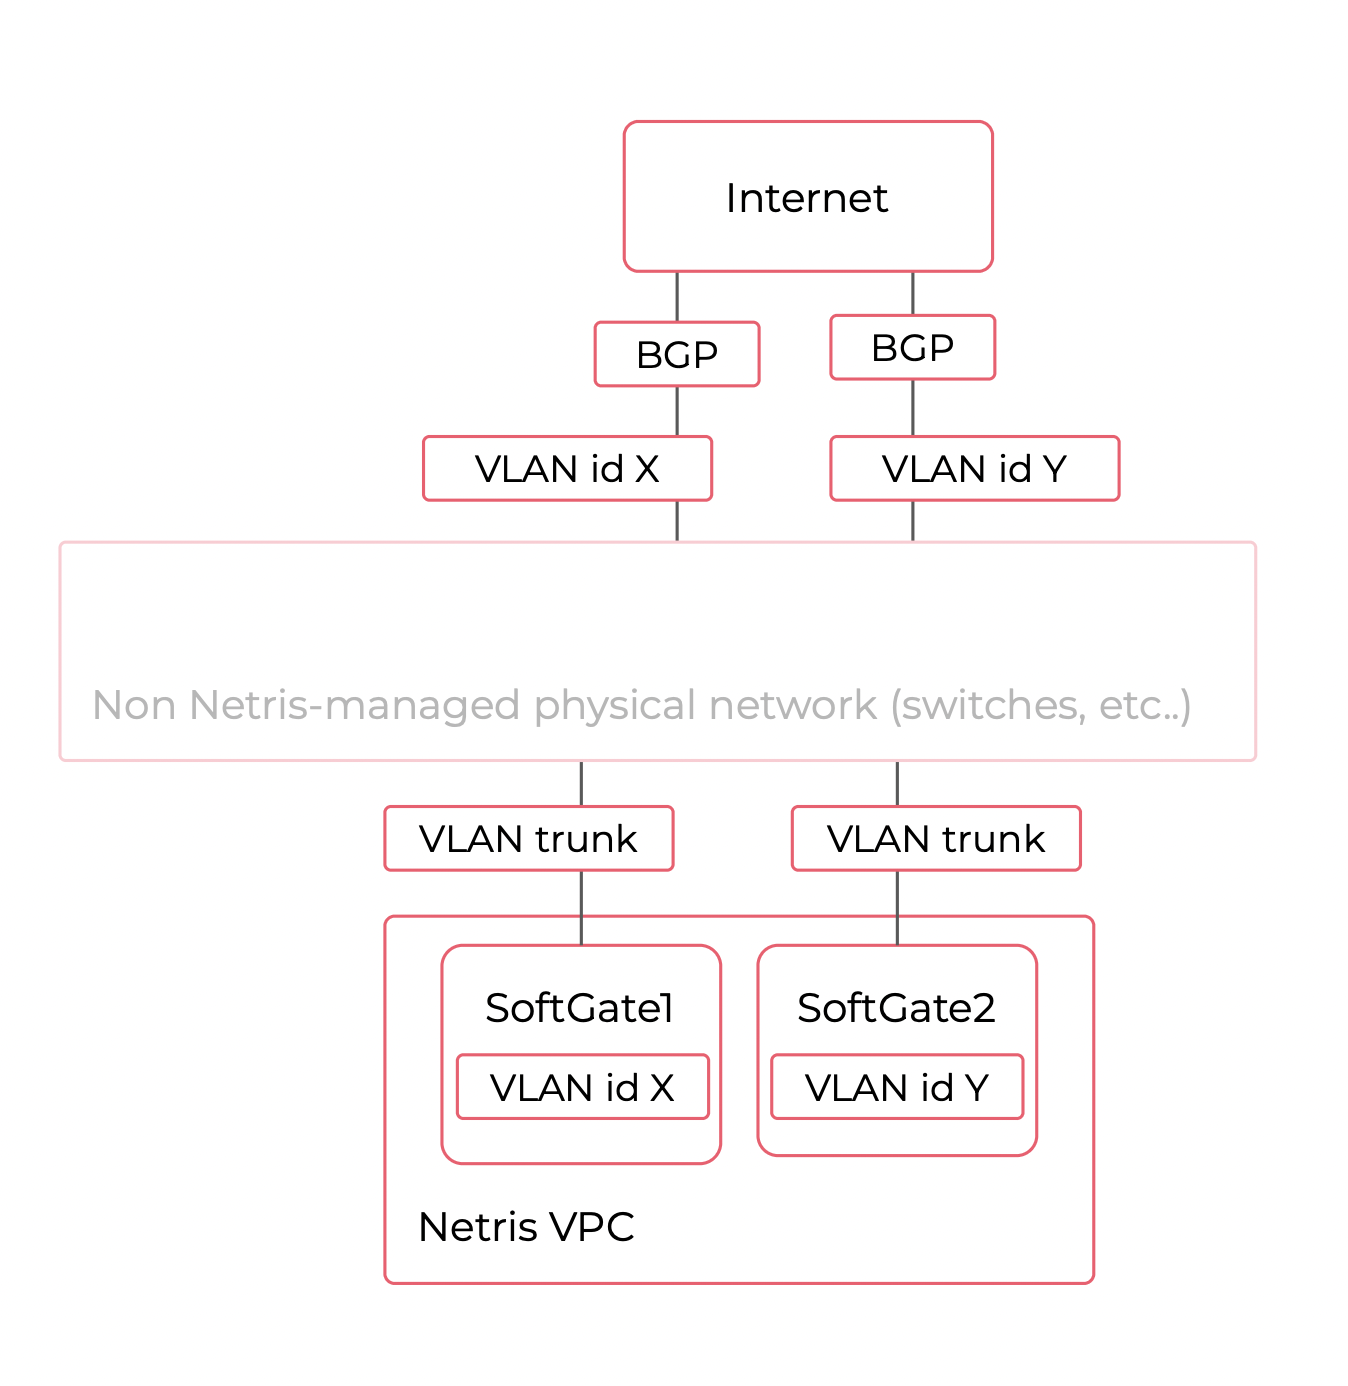 Internet
BGP
BGP
VLAN id X
VLAN id Y
Non Netris-managed physical network (switches, etc..)
VLAN trunk
VLAN trunk
SoftGate1
SoftGate2
VLAN id X
VLAN id Y
Netris VPC